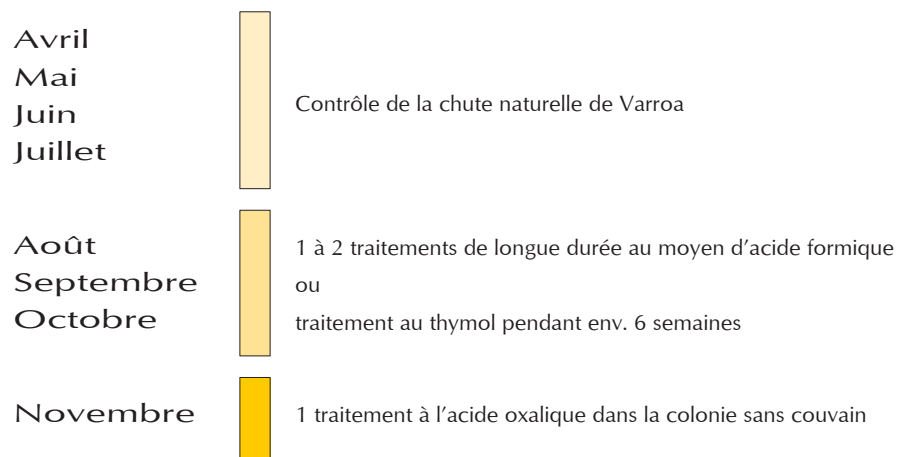 Avril
Mai
Juin
Juillet
Contrôle de la chute naturelle de Varroa
Août
Septembre
Octobre
1 à 2 traitements de longue durée au moyen d’acide formique
ou
traitement au thymol pendant env. 6 semaines
Novembre
1 traitement à l’acide oxalique dans la colonie sans couvain